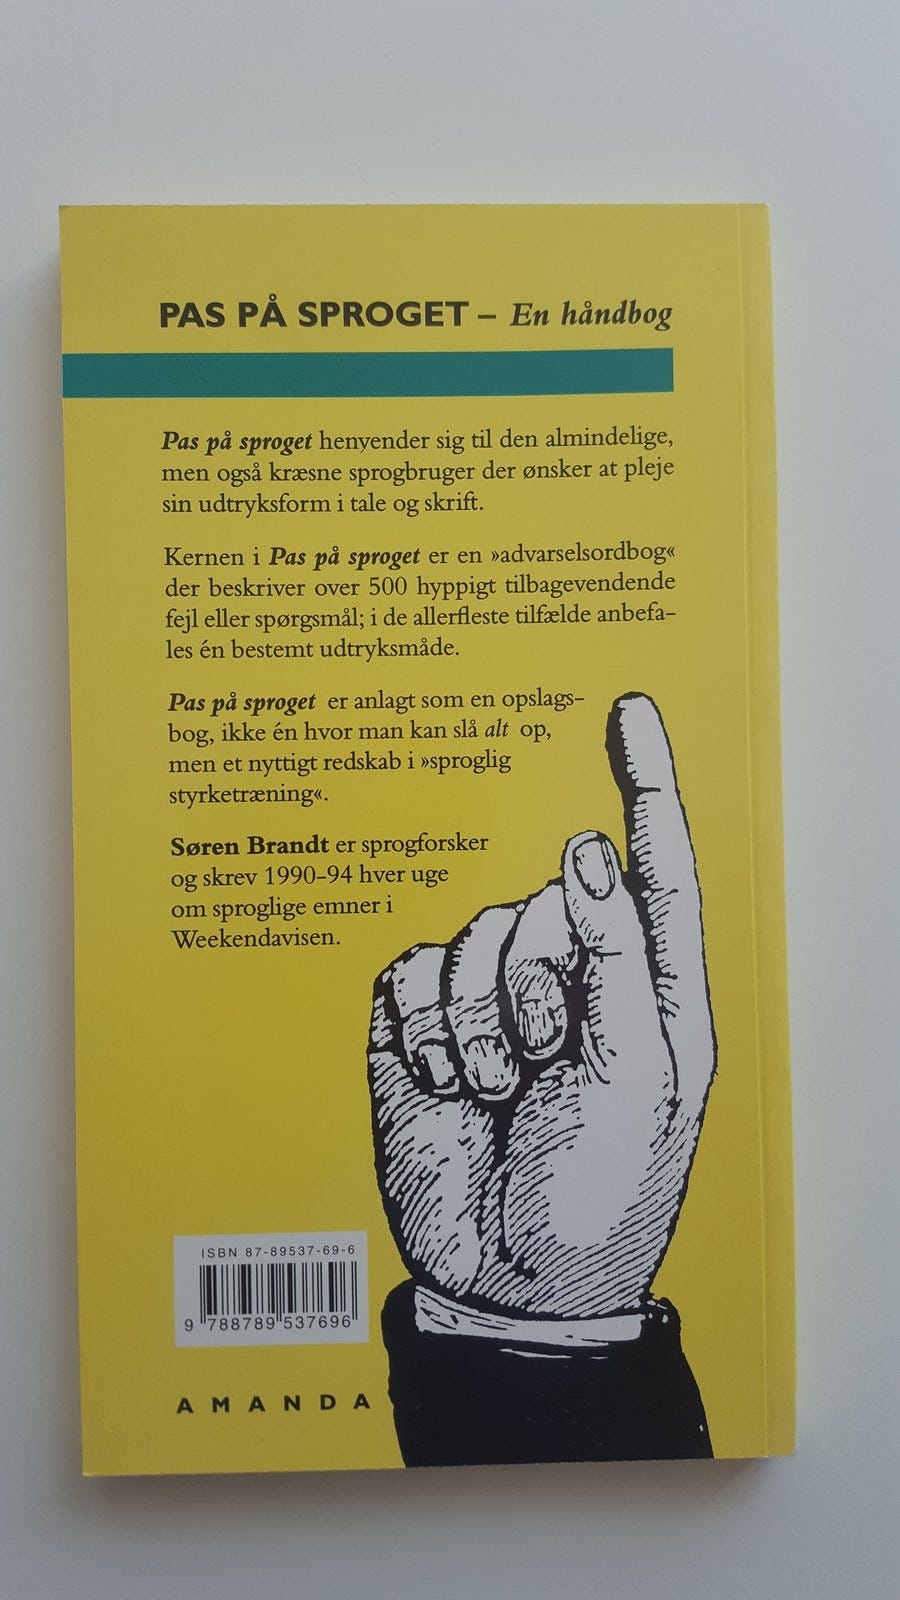 PAS PÅ SPROGET – En håndbog
Pas på sproget henvender sig til den almindelige,
men også kræsne sprogbruger der ønsker at pleje
sin udtryksform i tale og skrift.
Kernen i Pas på sproget er en »advarselsordbog«
der beskriver over 500 hyppigt tilbagevendende
fejl eller spørgsmål; i de allerfleste tilfælde anbefa-
les én bestemt udtryksmåde.
Pas på sproget er anlagt som en opslags-
bog, ikke én hvor man kan slå alt op,
men et nyttigt redskab i »sproglig
styrketræning«.
Søren Brandt er sprogforsker
og skrev 1990-94 hver uge
om sproglige emner i
Weekendavisen.
ISBN 87-89537-69-6
9 788789 537696
AMANDA